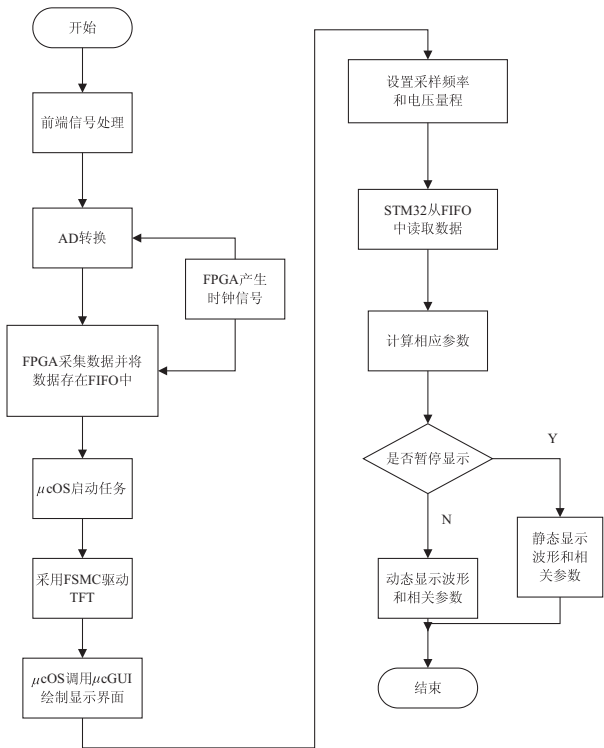 开始
前端信号处理
AD转换
FPGA产生
时钟信号
FPGA采集数据并将
数据存在FIFO中
μcOS启动任务
采用FSMC驱动
TFT
μcOS调用μcGUI
绘制显示界面
设置采样频率
和电压量程
STM32从FIFO
中读取数据
计算相应参数
是否暂停显示
Y
N
静态显示
波形和相
关参数
动态显示波形
和相关参数
结束